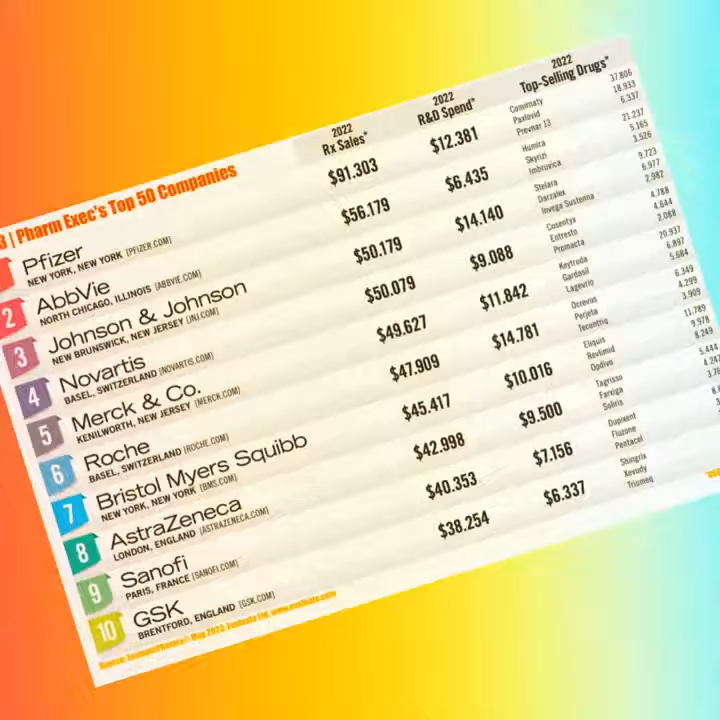 3 | Pharm Exec's Top 50 Companies
2022 Rx Sales*
2022 R&D Spend*
2022 Top-Selling Drugs*
Pfizer
NEW YORK, NEW YORK [PFIZER.COM]
$91.303
$12.381
Comirnaty 37.806
Paxlovid 18.933
Prevnar 13 6.337
2
AbbVie
NORTH CHICAGO, ILLINOIS [ABBVIE.COM]
$56.179
$6.435
Humira 21.237
Skyrizi 5.165
Imbruvica 3.526
3
Johnson & Johnson
NEW BRUNSWICK, NEW JERSEY [JNJ.COM]
$50.179
$14.140
Stelara 9.723
Darzalex 6.977
Invega Sustenna 2.982
4
Novartis
BASEL, SWITZERLAND [NOVARTIS.COM]
$50.079
$9.088
Cosentyx 4.788
Entresto 4.644
Promacta 2.088
5
Merck & Co.
KENILWORTH, NEW JERSEY [MERCK.COM]
$49.627
$11.842
Keytruda 20.937
Gardasil 6.897
Lagevrio 5.684
6
Roche
BASEL, SWITZERLAND [ROCHE.COM]
$47.909
$14.781
Ocrevus 6.349
Perjeta 4.299
Tecentriq 3.909
7
Bristol Myers Squibb
NEW YORK, NEW YORK [BMS.COM]
$45.417
$10.016
Eliquis 11.789
Revlimid 9.978
Opdivo 8.249
8
AstraZeneca
LONDON, ENGLAND [ASTRAZENECA.COM]
$42.998
$9.500
Tagrisso 5.444
Farxiga
Soliris
9
Sanofi
PARIS, FRANCE [SANOFI.COM]
$40.353
$7.156
Dupixent
Fluzone
Pentacel
10
GSK
BRENTFORD, ENGLAND [GSK.COM]
$38.254
$6.337
Shingrix
Xevudy
Triumeq
Source: EvaluatePharma® May 2023, Evaluate Ltd, www.evaluate.com